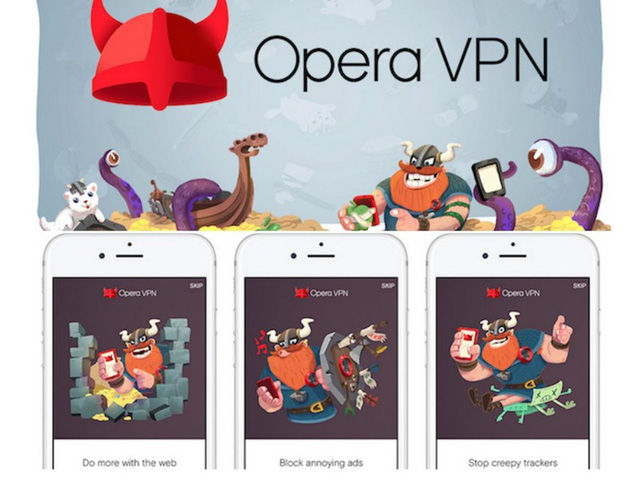 Opera VPN
SKIP
Opera VPN
SKIP
Opera VPN
SKIP
Opera VPN
Do more with the web
Block annoying ads
Stop creepy trackers